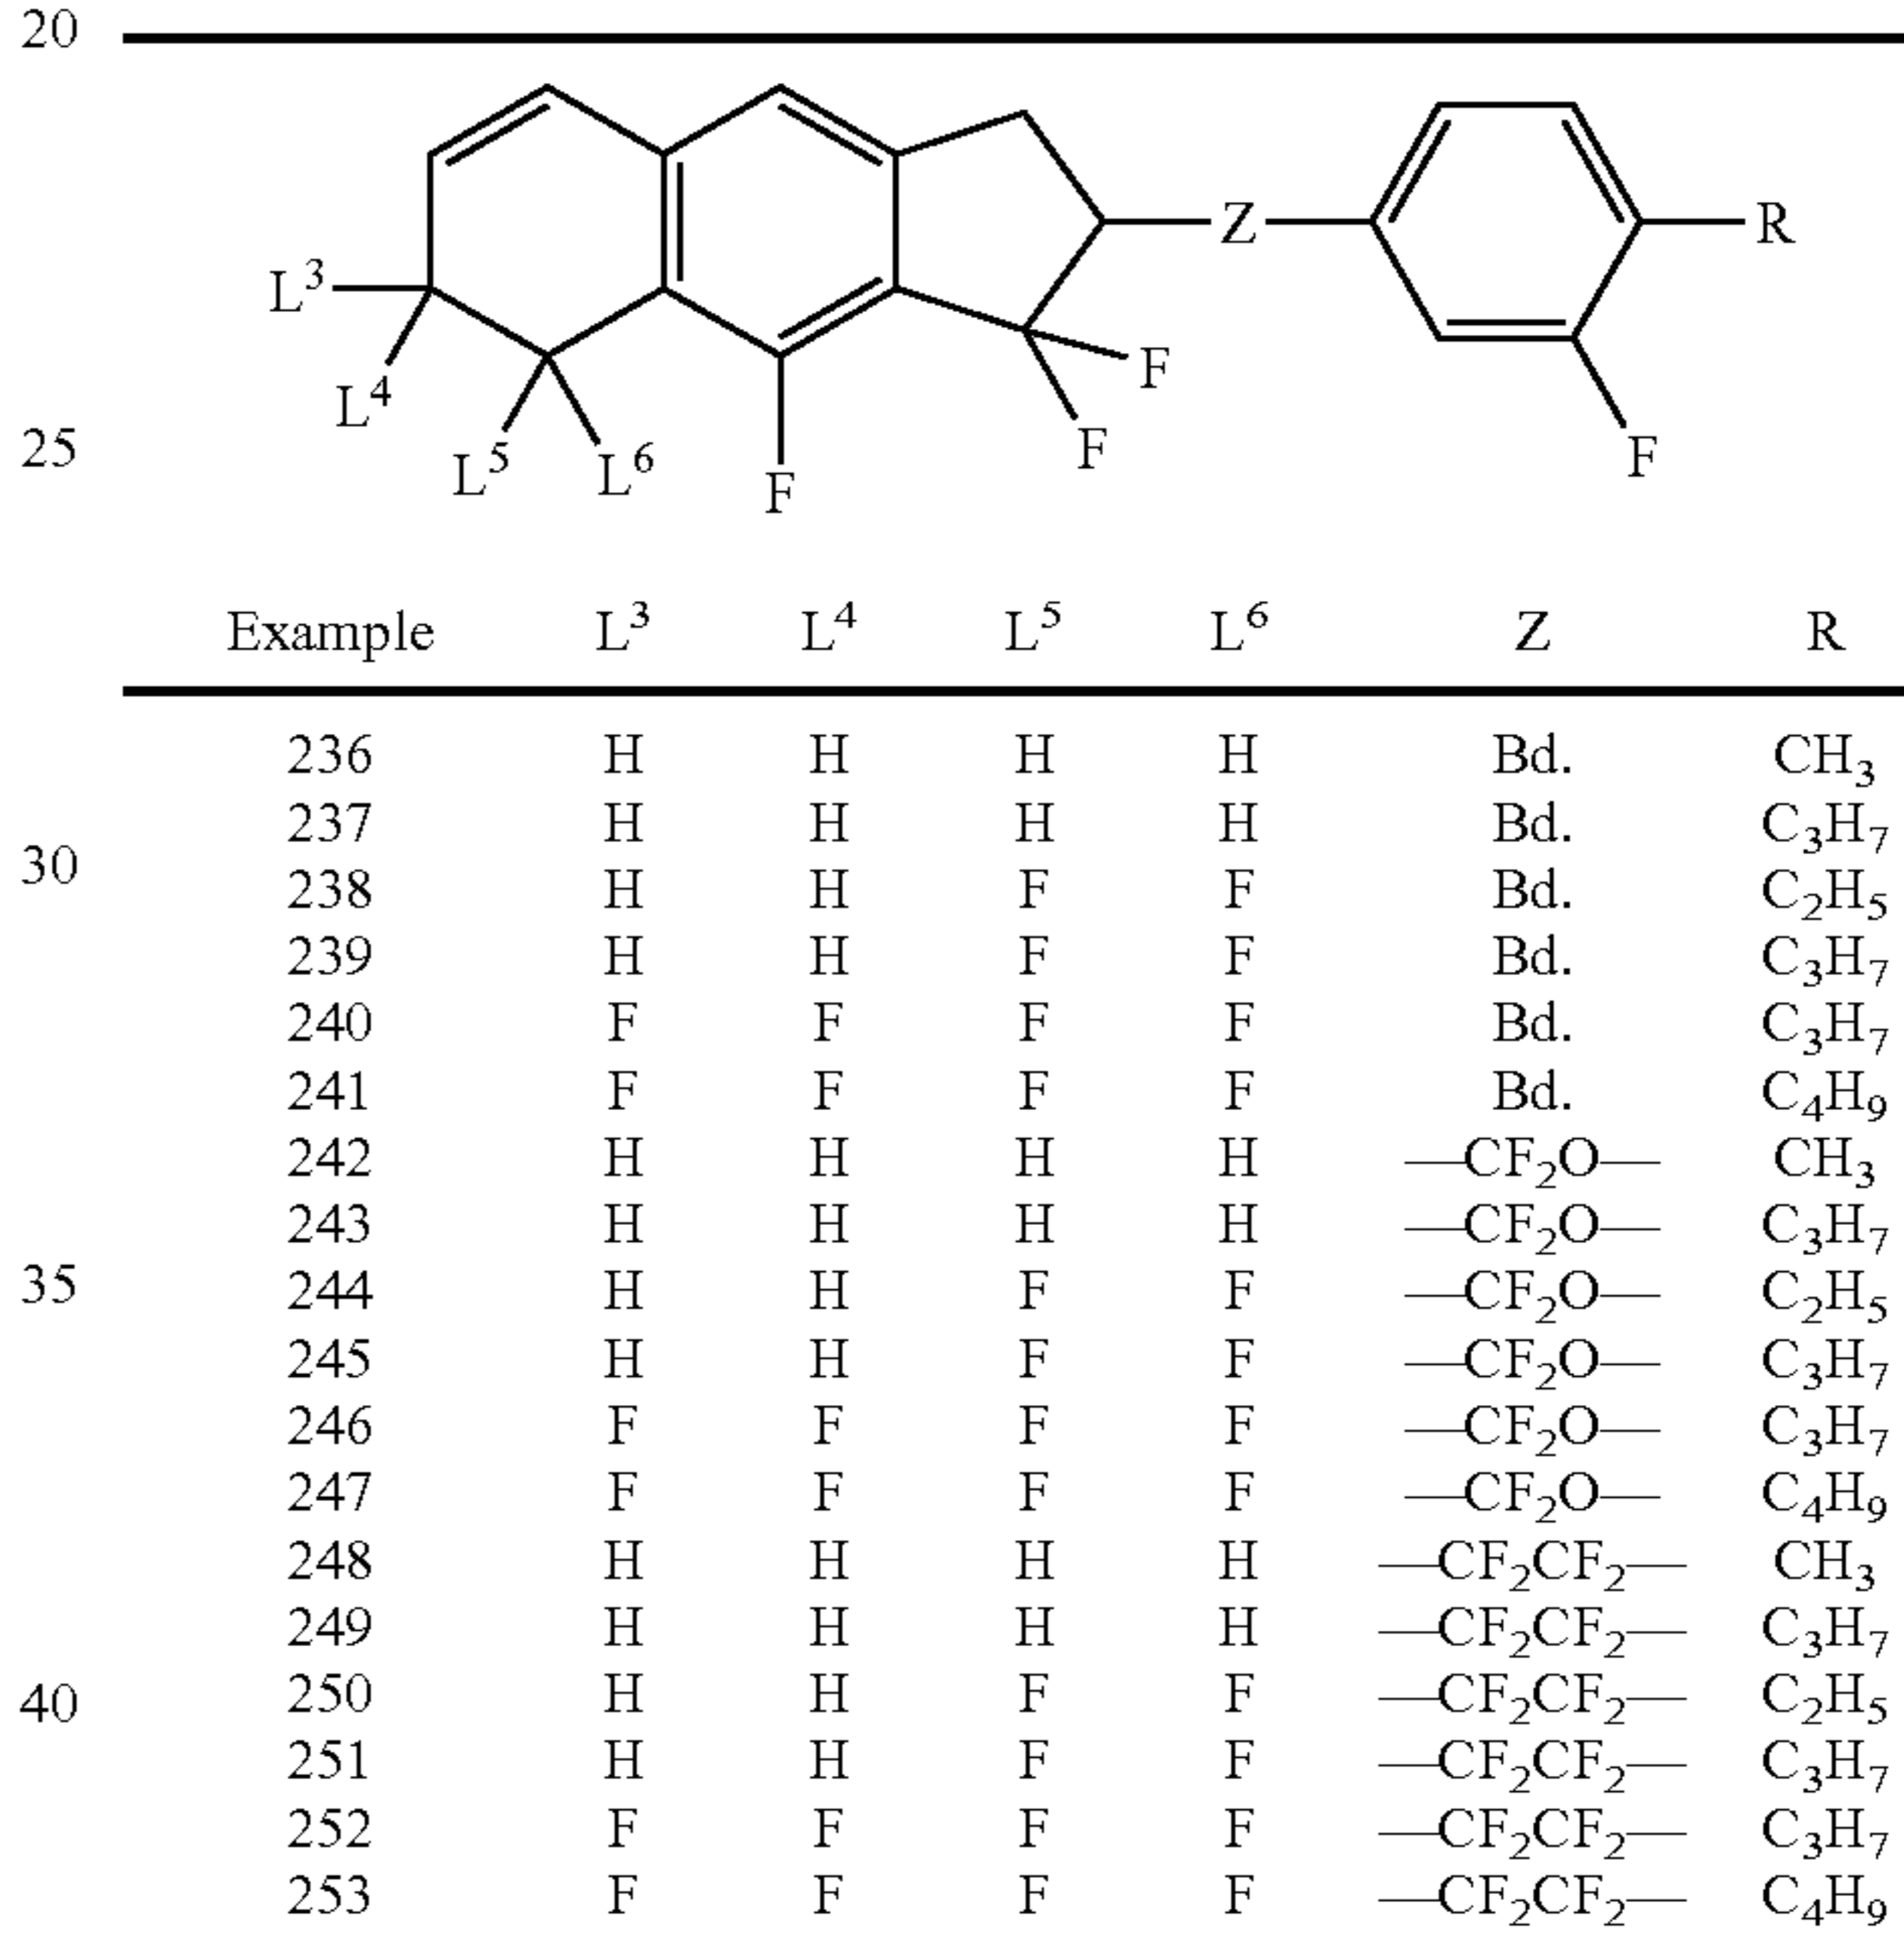 20
Z R
L³
L⁴ F
25 L⁵ L⁶ F F F
Example L³ L⁴ L⁵ L⁶ Z R
236 H H H H Bd. CH₃
237 H H H H Bd. C₃H₇
30
238 H H F F Bd. C₂H₅
239 H H F F Bd. C₃H₇
240 F F F F Bd. C₃H₇
241 F F F F Bd. C₄H₉
242 H H H H —CF₂O— CH₃
243 H H H H —CF₂O— C₃H₇
35 244 H H F F —CF₂O— C₂H�5
245 H H F F —CF₂O— C₃H₇
246 F F F F —CF₂O— C₃H₇
247 F F F F —CF₂O— C₄H₉
248 H H H H —CF₂CF₂— CH₃
249 H H H H —CF₂CF₂— C₃H₇
40 250 H H F F —CF₂CF₂— C₂H₅
251 H H F F —CF₂CF₂— C₃H₇
252 F F F F —CF₂CF₂— C₃H₇
253 F F F F —CF₂CF₂— C₄H₉